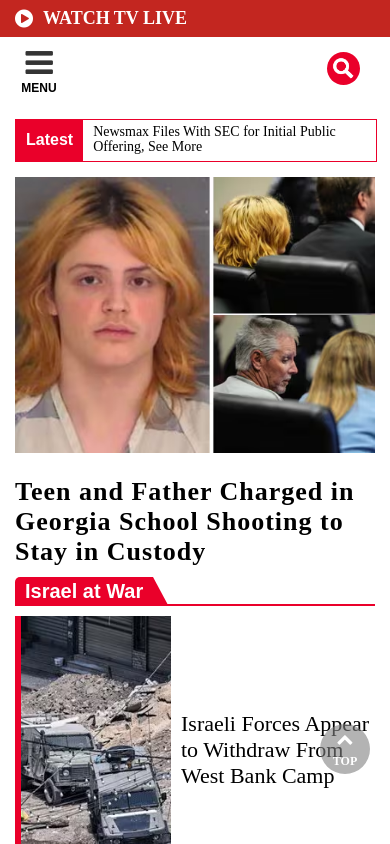 WATCH TV LIVE
MENU
Latest
Newsmax Files With SEC for Initial Public
Offering, See More
Teen and Father Charged in
Georgia School Shooting to
Stay in Custody
Israel at War
Israeli Forces Appear
to Withdraw From
West Bank Camp
TOP